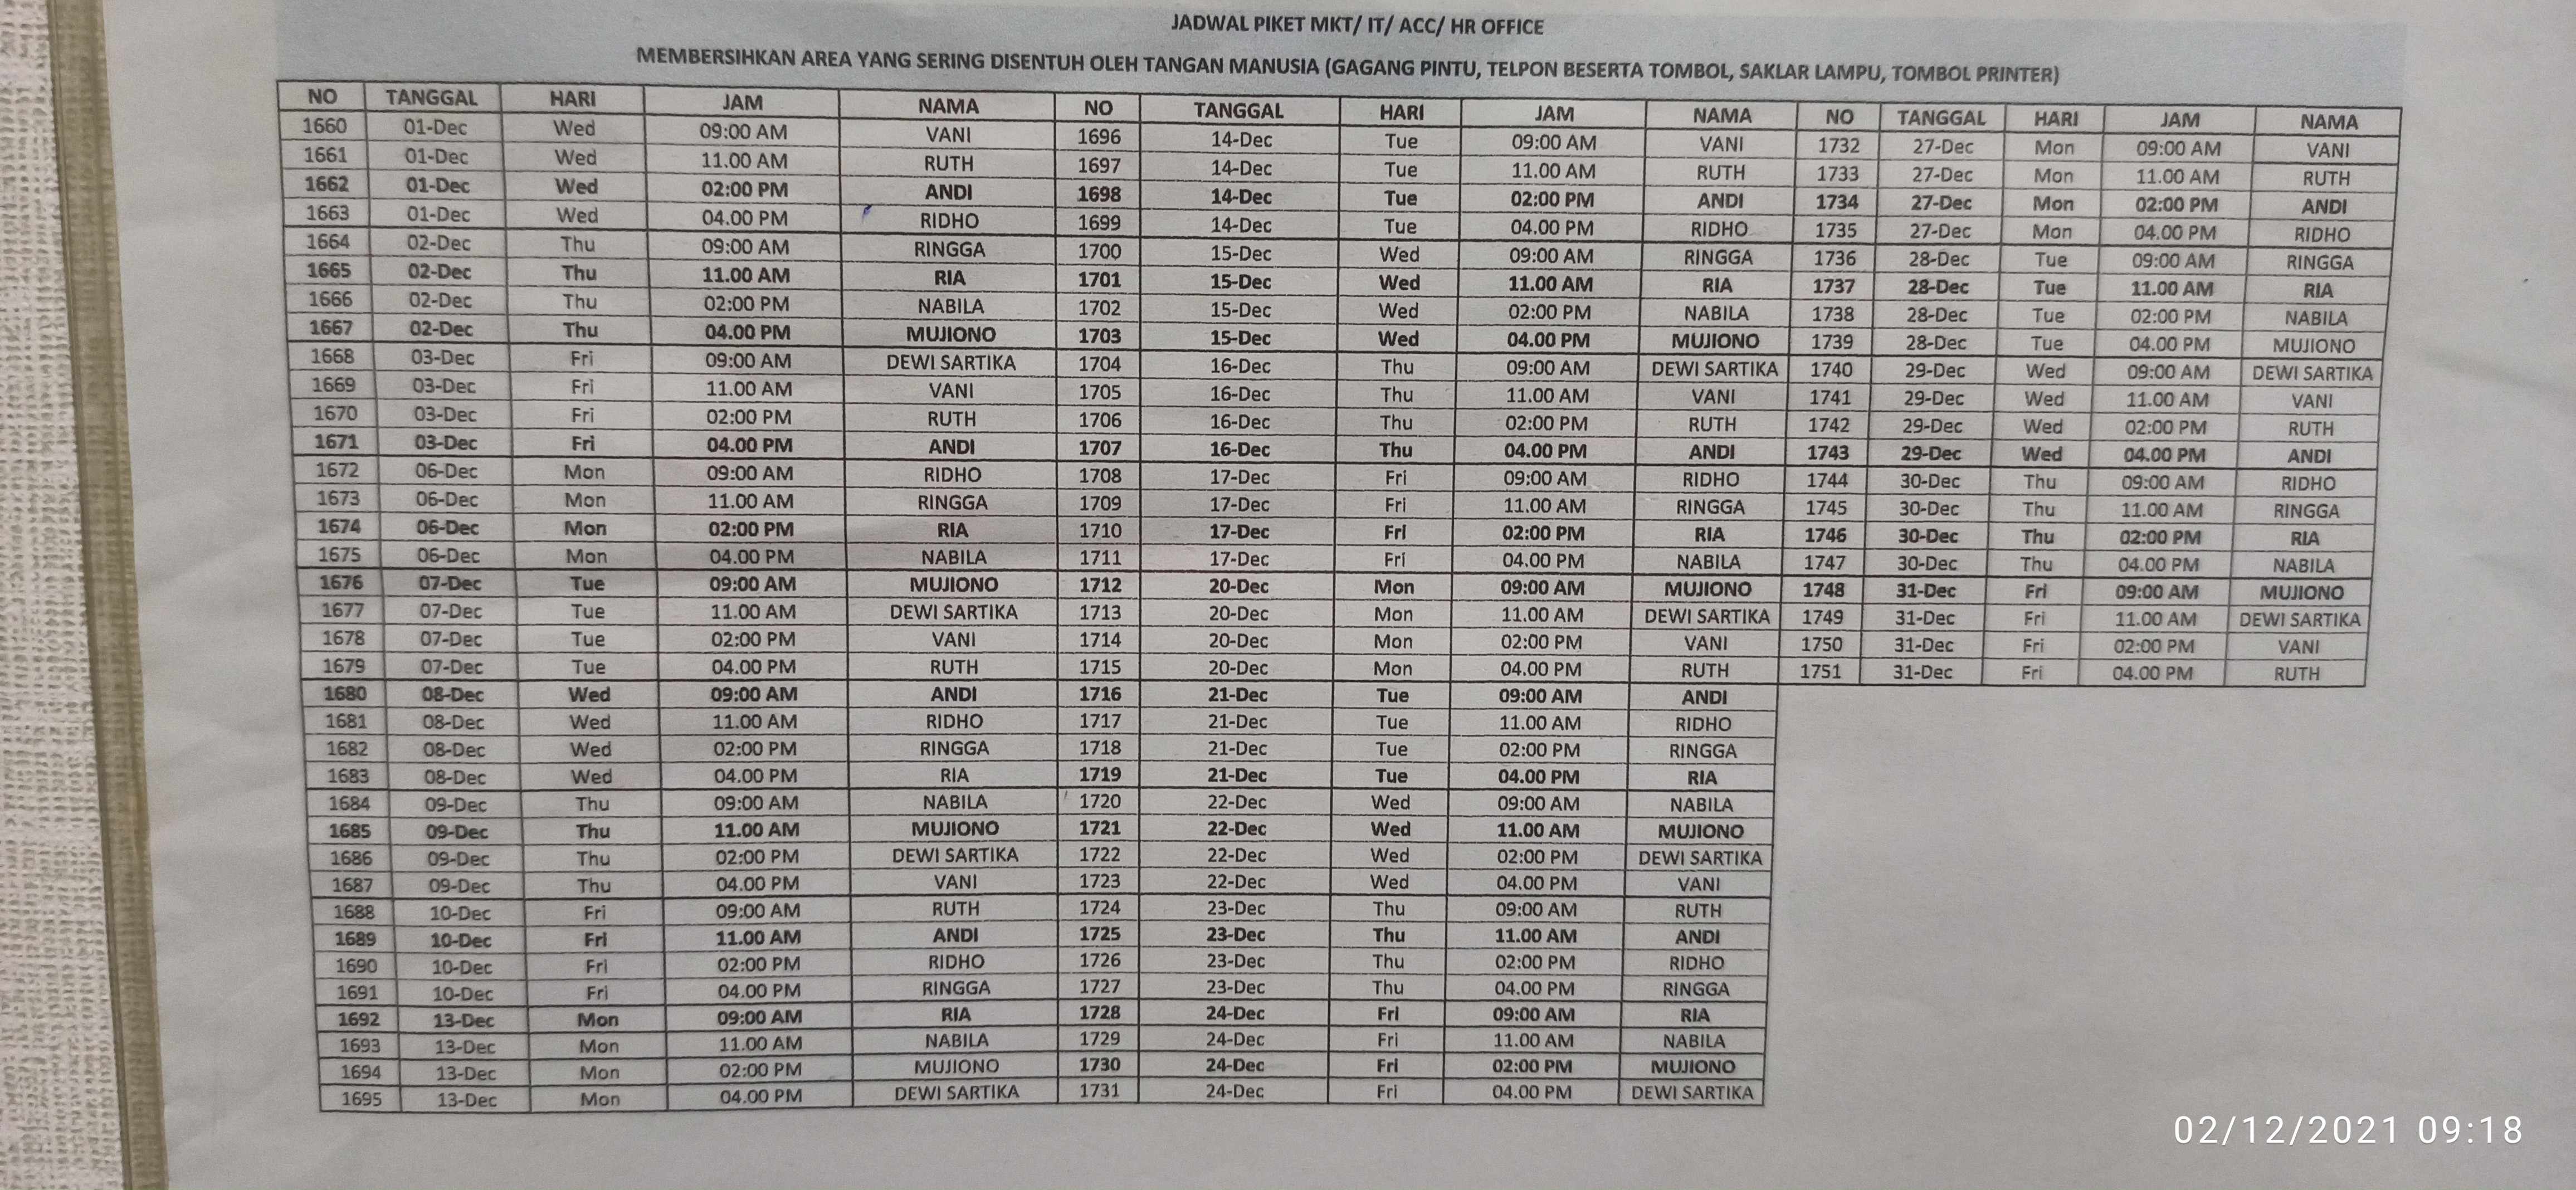 JADWAL PIKET MKT/ IT/ ACC/ HR OFFICE
MEMBERSIHKAN AREA YANG SERING DISENTUH OLEH TANGAN MANUSIA (GAGANG PINTU, TELPON BESERTA TOMBOL, SAKLAR LAMPU, TOMBOL PRINTER)
NO TANGGAL HARI JAM NAMA NO TANGGAL HARI JAM NAMA NO TANGGAL HARI JAM NAMA
1660 01-Dec Wed 09:00 AM VANI 1696 14-Dec Tue 09:00 AM VANI 1732 27-Dec Mon 09:00 AM VANI
1661 01-Dec Wed 11.00 AM RUTH 1697 14-Dec Tue 11.00 AM RUTH 1733 27-Dec Mon 11.00 AM RUTH
1662 01-Dec Wed 02:00 PM ANDI 1698 14-Dec Tue 02:00 PM ANDI 1734 27-Dec Mon 02:00 PM ANDI
1663 01-Dec Wed 04.00 PM RIDHO 1699 14-Dec Tue 04.00 PM RIDHO 1735 27-Dec Mon 04.00 PM RIDHO
1664 02-Dec Thu 09:00 AM RINGGA 1700 15-Dec Wed 09:00 AM RINGGA 1736 28-Dec Tue 09:00 AM RINGGA
1665 02-Dec Thu 11.00 AM RIA 1701 15-Dec Wed 11.00 AM RIA 1737 28-Dec Tue 11.00 AM RIA
1666 02-Dec Thu 02:00 PM NABILA 1702 15-Dec Wed 02:00 PM NABILA 1738 28-Dec Tue 02:00 PM NABILA
1667 02-Dec Thu 04.00 PM MUJIONO 1703 15-Dec Wed 04.00 PM MUJIONO 1739 28-Dec Tue 04.00 PM MUJIONO
1668 03-Dec Fri 09:00 AM DEWI SARTIKA 1704 16-Dec Thu 09:00 AM DEWI SARTIKA 1740 29-Dec Wed 09:00 AM DEWI SARTIKA
1669 03-Dec Fri 11.00 AM VANI 1705 16-Dec Thu 11.00 AM VANI 1741 29-Dec Wed 11.00 AM VANI
1670 03-Dec Fri 02:00 PM RUTH 1706 16-Dec Thu 02:00 PM RUTH 1742 29-Dec Wed 02:00 PM RUTH
1671 03-Dec Fri 04.00 PM ANDI 1707 16-Dec Thu 04.00 PM ANDI 1743 29-Dec Wed 04.00 PM ANDI
1672 06-Dec Mon 09:00 AM RIDHO 1708 17-Dec Fri 09:00 AM RIDHO 1744 30-Dec Thu 09:00 AM RIDHO
1673 06-Dec Mon 11.00 AM RINGGA 1709 17-Dec Fri 11.00 AM RINGGA 1745 30-Dec Thu 11.00 AM RINGGA
1674 06-Dec Mon 02:00 PM RIA 1710 17-Dec Fri 02:00 PM RIA 1746 30-Dec Thu 02:00 PM RIA
1675 06-Dec Mon 04.00 PM NABILA 1711 17-Dec Fri 04.00 PM NABILA 1747 30-Dec Thu 04.00 PM NABILA
1676 07-Dec Tue 09:00 AM MUJIONO 1712 20-Dec Mon 09:00 AM MUJIONO 1748 31-Dec Fri 09:00 AM MUJIONO
1677 07-Dec Tue 11.00 AM DEWI SARTIKA 1713 20-Dec Mon 11.00 AM DEWI SARTIKA 1749 31-Dec Fri 11.00 AM DEWI SARTIKA
1678 07-Dec Tue 02:00 PM VANI 1714 20-Dec Mon 02:00 PM VANI 1750 31-Dec Fri 02:00 PM VANI
1679 07-Dec Tue 04.00 PM RUTH 1715 20-Dec Mon 04.00 PM RUTH 1751 31-Dec Fri 04.00 PM RUTH
1680 08-Dec Wed 09:00 AM ANDI 1716 21-Dec Tue 09:00 AM ANDI
1681 08-Dec Wed 11.00 AM RIDHO 1717 21-Dec Tue 11.00 AM RIDHO
1682 08-Dec Wed 02:00 PM RINGGA 1718 21-Dec Tue 02:00 PM RINGGA
1683 08-Dec Wed 04.00 PM RIA 1719 21-Dec Tue 04.00 PM RIA
1684 09-Dec Thu 09:00 AM NABILA 1720 22-Dec Wed 09:00 AM NABILA
1685 09-Dec Thu 11.00 AM MUJIONO 1721 22-Dec Wed 11.00 AM MUJIONO
1686 09-Dec Thu 02:00 PM DEWI SARTIKA 1722 22-Dec Wed 02:00 PM DEWI SARTIKA
1687 09-Dec Thu 04.00 PM VANI 1723 22-Dec Wed 04.00 PM VANI
1688 10-Dec Fri 09:00 AM RUTH 1724 23-Dec Thu 09:00 AM RUTH
1689 10-Dec Fri 11.00 AM ANDI 1725 23-Dec Thu 11.00 AM ANDI
1690 10-Dec Fri 02:00 PM RIDHO 1726 23-Dec Thu 02:00 PM RIDHO
1691 10-Dec Fri 04.00 PM RINGGA 1727 23-Dec Thu 04.00 PM RINGGA
1692 13-Dec Mon 09:00 AM RIA 1728 24-Dec Fri 09:00 AM RIA
1693 13-Dec Mon 11.00 AM NABILA 1729 24-Dec Fri 11.00 AM NABILA
1694 13-Dec Mon 02:00 PM MUJIONO 1730 24-Dec Fri 02:00 PM MUJIONO
1695 13-Dec Mon 04.00 PM DEWI SARTIKA 1731 24-Dec Fri 04.00 PM DEWI SARTIKA
02/12/2021 09:18